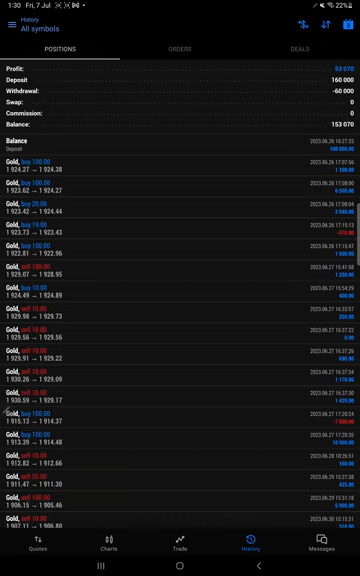 1:30 Fri, 7 Jul 22%
History
All symbols
POSITIONS ORDERS DEALS
Profit: 53 070
Deposit 160 000
Withdrawal: -60 000
Swap: 0
Commission: 0
Balance: 153 070
Balance 2023.06.26 16:27:33
Deposit 100 000.00
Gold, buy 100.00 2023.06.26 17:07:56
1 924.27 → 1 924.38 1 100.00
Gold, buy 100.00 2023.06.26 17:08:00
1 923.62 → 1 924.27 6 500.00
Gold, buy 20.00 2023.06.26 17:08:04
1 923.42 → 1 924.44 2 040.00
Gold, buy 19.00 2023.06.26 17:15:13
1 923.73 → 1 923.43 -570.00
Gold, buy 100.00 2023.06.26 17:15:47
1 922.81 → 1 922.96 1 500.00
Gold, sell 100.00 2023.06.27 15:41:58
1 929.07 → 1 928.95 1 200.00
Gold, buy 10.00 2023.06.27 15:54:29
1 924.49 → 1 924.89 400.00
Gold, sell 10.00 2023.06.27 16:33:57
1 929.98 → 1 929.73 250.00
Gold, sell 10.00 2023.06.27 16:37:22
1 929.56 → 1 929.56 0.00
Gold, sell 10.00 2023.06.27 16:37:26
1 929.91 → 1 929.22 690.00
Gold, sell 10.00 2023.06.27 16:37:34
1 930.26 → 1 929.09 1 170.00
Gold, sell 10.00 2023.06.27 16:37:30
1 930.59 → 1 929.17 1 420.00
Gold, buy 100.00 2023.06.27 17:20:24
1 915.13 → 1 914.37 -7 600.00
Gold, buy 100.00 2023.06.27 17:20:35
1 913.39 → 1 914.48 10 900.00
Gold, sell 10.00 2023.06.28 18:26:51
1 912.82 → 1 912.66 160.00
Gold, sell 25.00 2023.06.29 15:27:38
1 911.47 → 1 911.30 425.00
Gold, sell 100.00 2023.06.29 15:31:18
1 906.15 → 1 905.46 6 900.00
Gold, sell 10.00 2023.06.30 15:15:31
1 907.11 → 1 906.80 310.00
Quotes Charts Trade History Messages